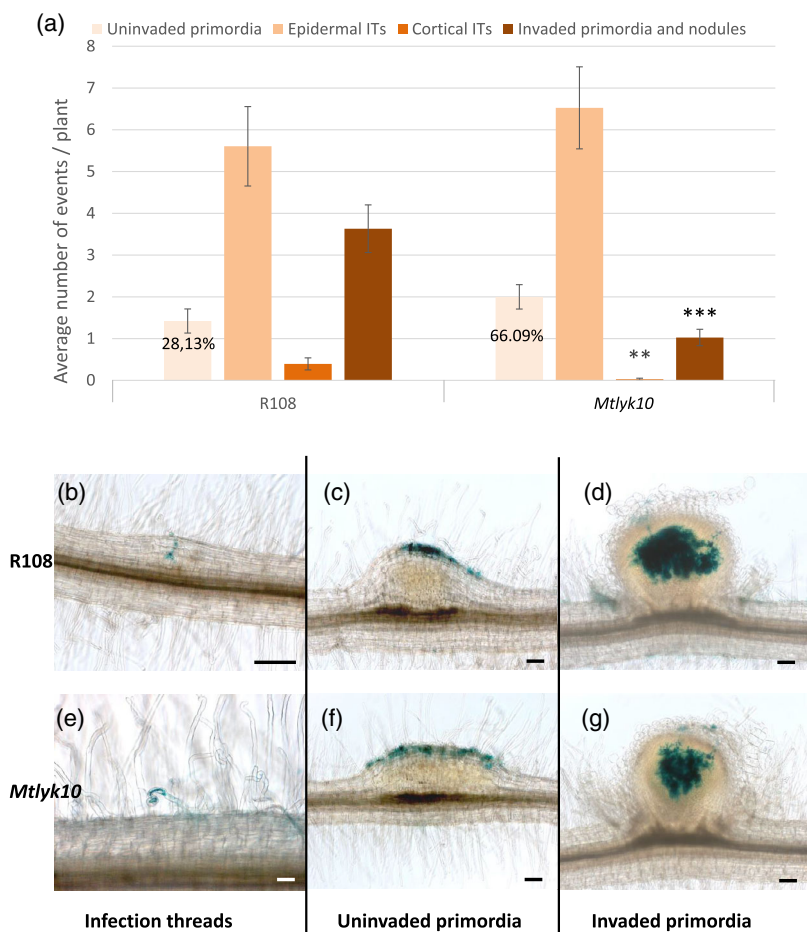 (a)
Uninvaded primordia Epidermal ITs Cortical ITs Invaded primordia and nodules
Average number of events / plant
8
7
6
5
4
3
2
1
0
28,13%
66.09%
**
***
R108
Mtlyk10
(b)
(c)
(d)
R108
(e)
(f)
(g)
Mtlyk10
Infection threads
Uninvaded primordia
Invaded primordia